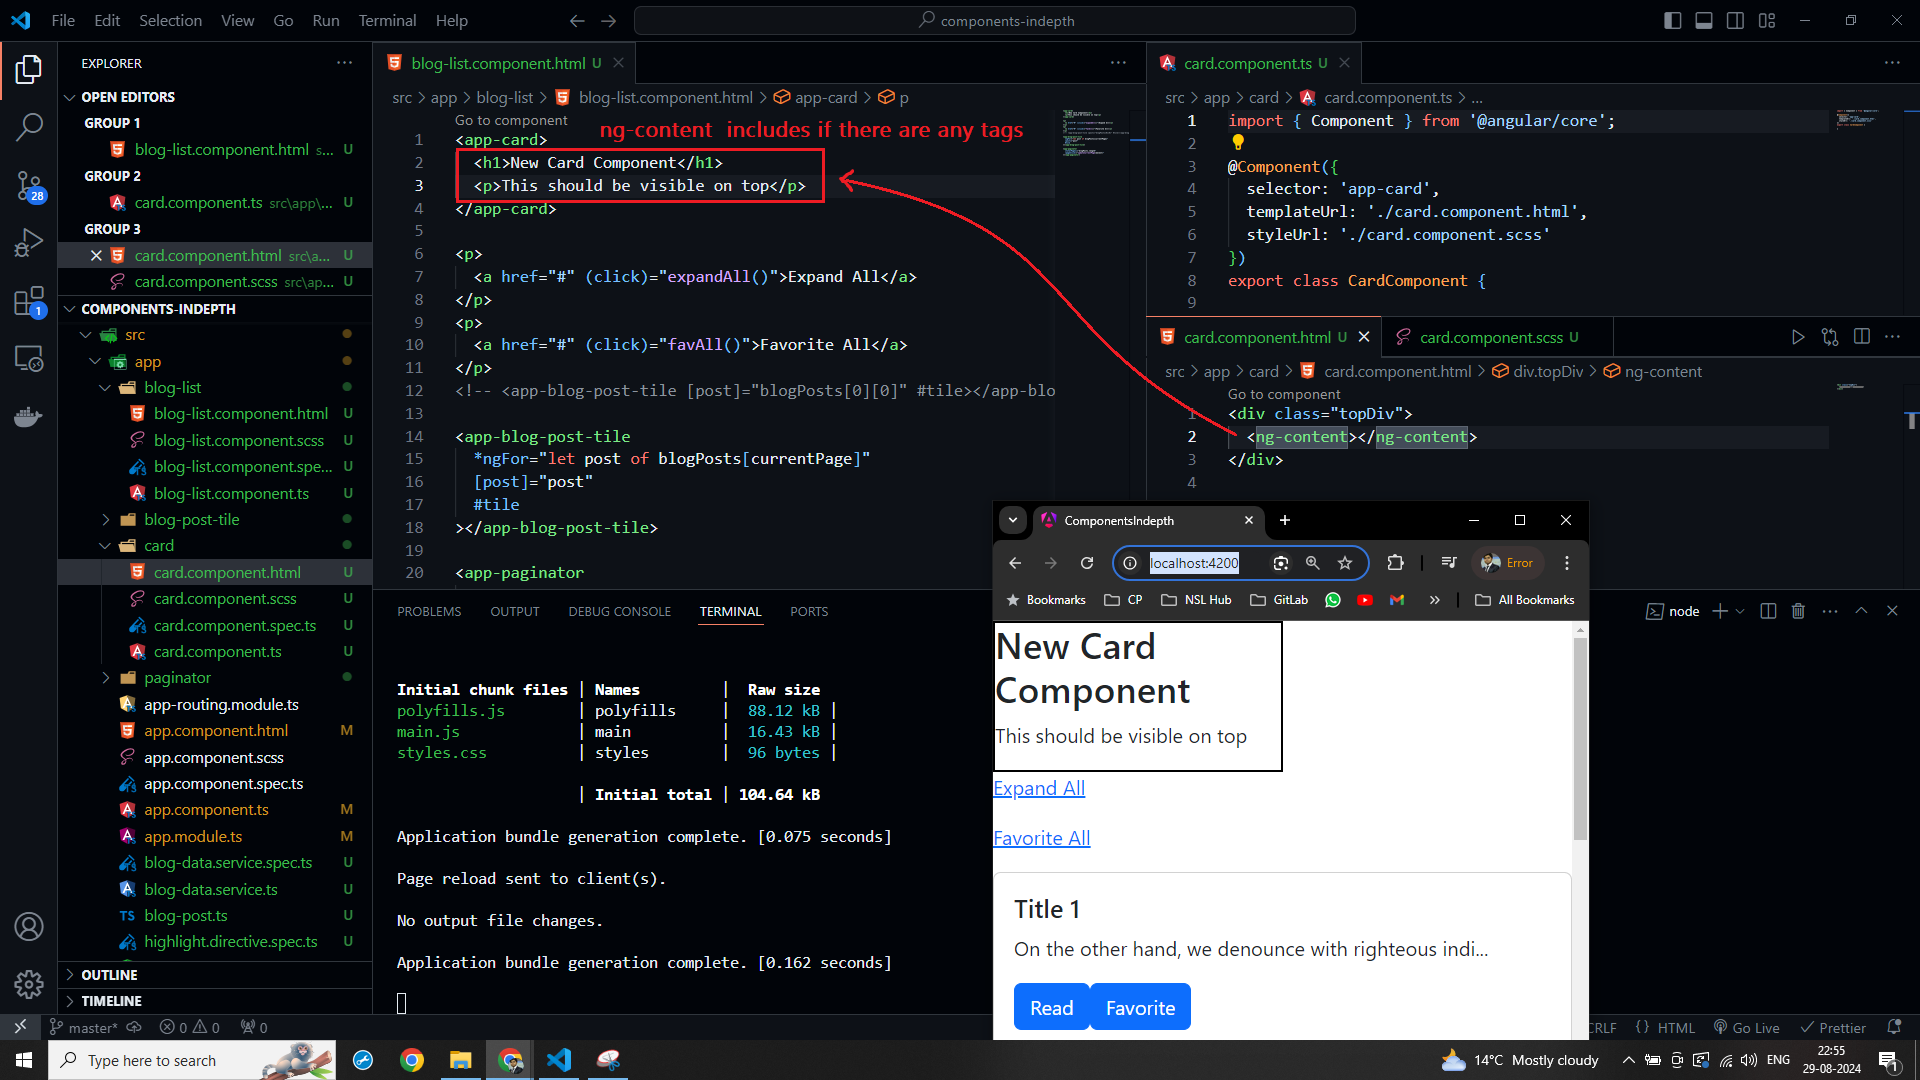 File Edit Selection View Go Run Terminal Help
components-indepth
EXPLORER
OPEN EDITORS
GROUP 1
blog-list.component.html s... U
GROUP 2
card.component.ts src\app\... U
GROUP 3
card.component.html src\a... U
card.component.scss src\ap... U
COMPONENTS-INDEPTH
src
app
blog-list
blog-list.component.html U
blog-list.component.scss U
blog-list.component.spe... U
blog-list.component.ts U
blog-post-tile
card
card.component.html U
card.component.scss U
card.component.spec.ts U
card.component.ts U
paginator
app-routing.module.ts
app.component.html M
app.component.scss
app.component.spec.ts
app.component.ts M
app.module.ts M
blog-data.service.spec.ts U
blog-data.service.ts U
TS blog-post.ts U
highlight.directive.spec.ts U
OUTLINE
TIMELINE
28
1
blog-list.component.html U
src > app > blog-list > blog-list.component.html > app-card > p
Go to component
ng-content includes if there are any tags
1 <app-card>
2 <h1>New Card Component</h1>
3 <p>This should be visible on top</p>
4 </app-card>
5
6 <p>
7 <a href="#" (click)="expandAll()">Expand All</a>
8 </p>
9 <p>
10 <a href="#" (click)="favAll()">Favorite All</a>
11 </p>
12 <!-- <app-blog-post-tile [post]="blogPosts[0][0]" #tile></app-blo
13
14 <app-blog-post-tile
15 *ngFor="let post of blogPosts[currentPage]"
16 [post]="post"
17 #tile
18 ></app-blog-post-tile>
19
20 <app-paginator
card.component.ts U
src > app > card > card.component.ts > ...
1 import { Component } from '@angular/core';
2
3 @Component({
4 selector: 'app-card',
5 templateUrl: './card.component.html',
6 styleUrl: './card.component.scss'
7 })
8 export class CardComponent {
9
card.component.html U
card.component.scss U
src > app > card > card.component.html > div.topDiv > ng-content
Go to component
1 <div class="topDiv">
2 <ng-content></ng-content>
3 </div>
4
PROBLEMS OUTPUT DEBUG CONSOLE TERMINAL PORTS
node
Initial chunk files | Names | Raw size
polyfills.js | polyfills | 88.12 kB |
main.js | main | 16.43 kB |
styles.css | styles | 96 bytes |
| Initial total | 104.64 kB
Application bundle generation complete. [0.075 seconds]
Page reload sent to client(s).
No output file changes.
Application bundle generation complete. [0.162 seconds]
ComponentsIndepth
localhost:4200
Error
Bookmarks CP NSL Hub GitLab » All Bookmarks
New Card
Component
This should be visible on top
Expand All
Favorite All
Title 1
On the other hand, we denounce with righteous indi...
Read Favorite
master* 0 0 0
CRLF {} HTML Go Live Prettier
Type here to search
14°C Mostly cloudy ENG
22:55
29-08-2024
1